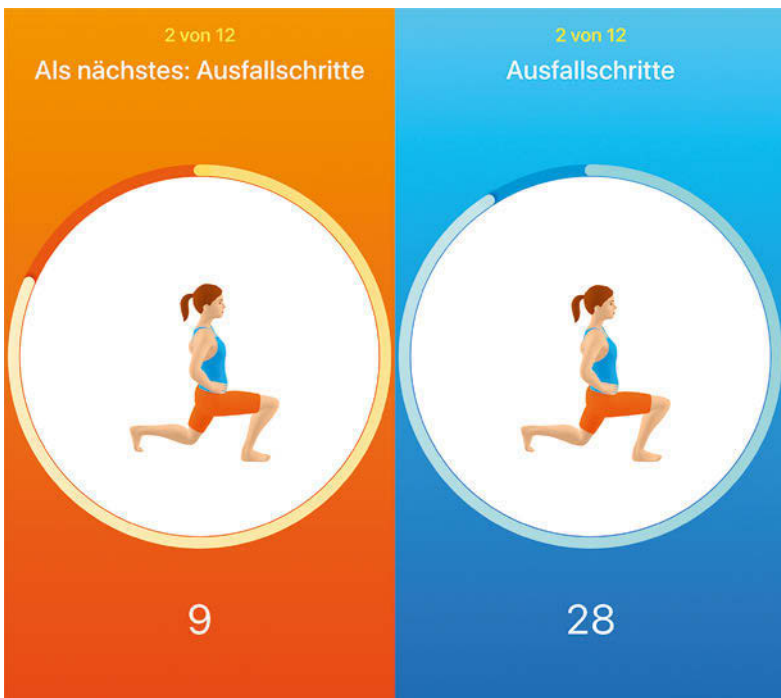 2 von 12
Als nächstes: Ausfallschritte
9
2 von 12
Ausfallschritte
28